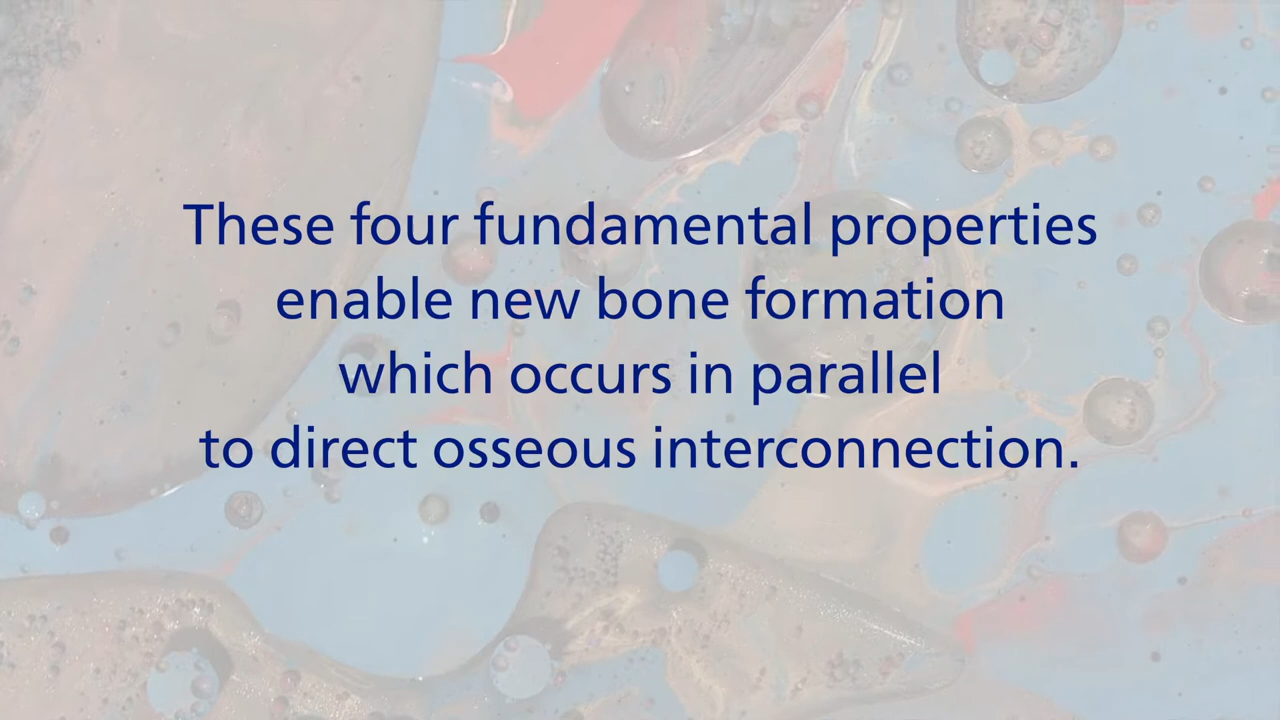 These four fundamental properties
enable new bone formation
which occurs in parallel
to direct osseous interconnection.